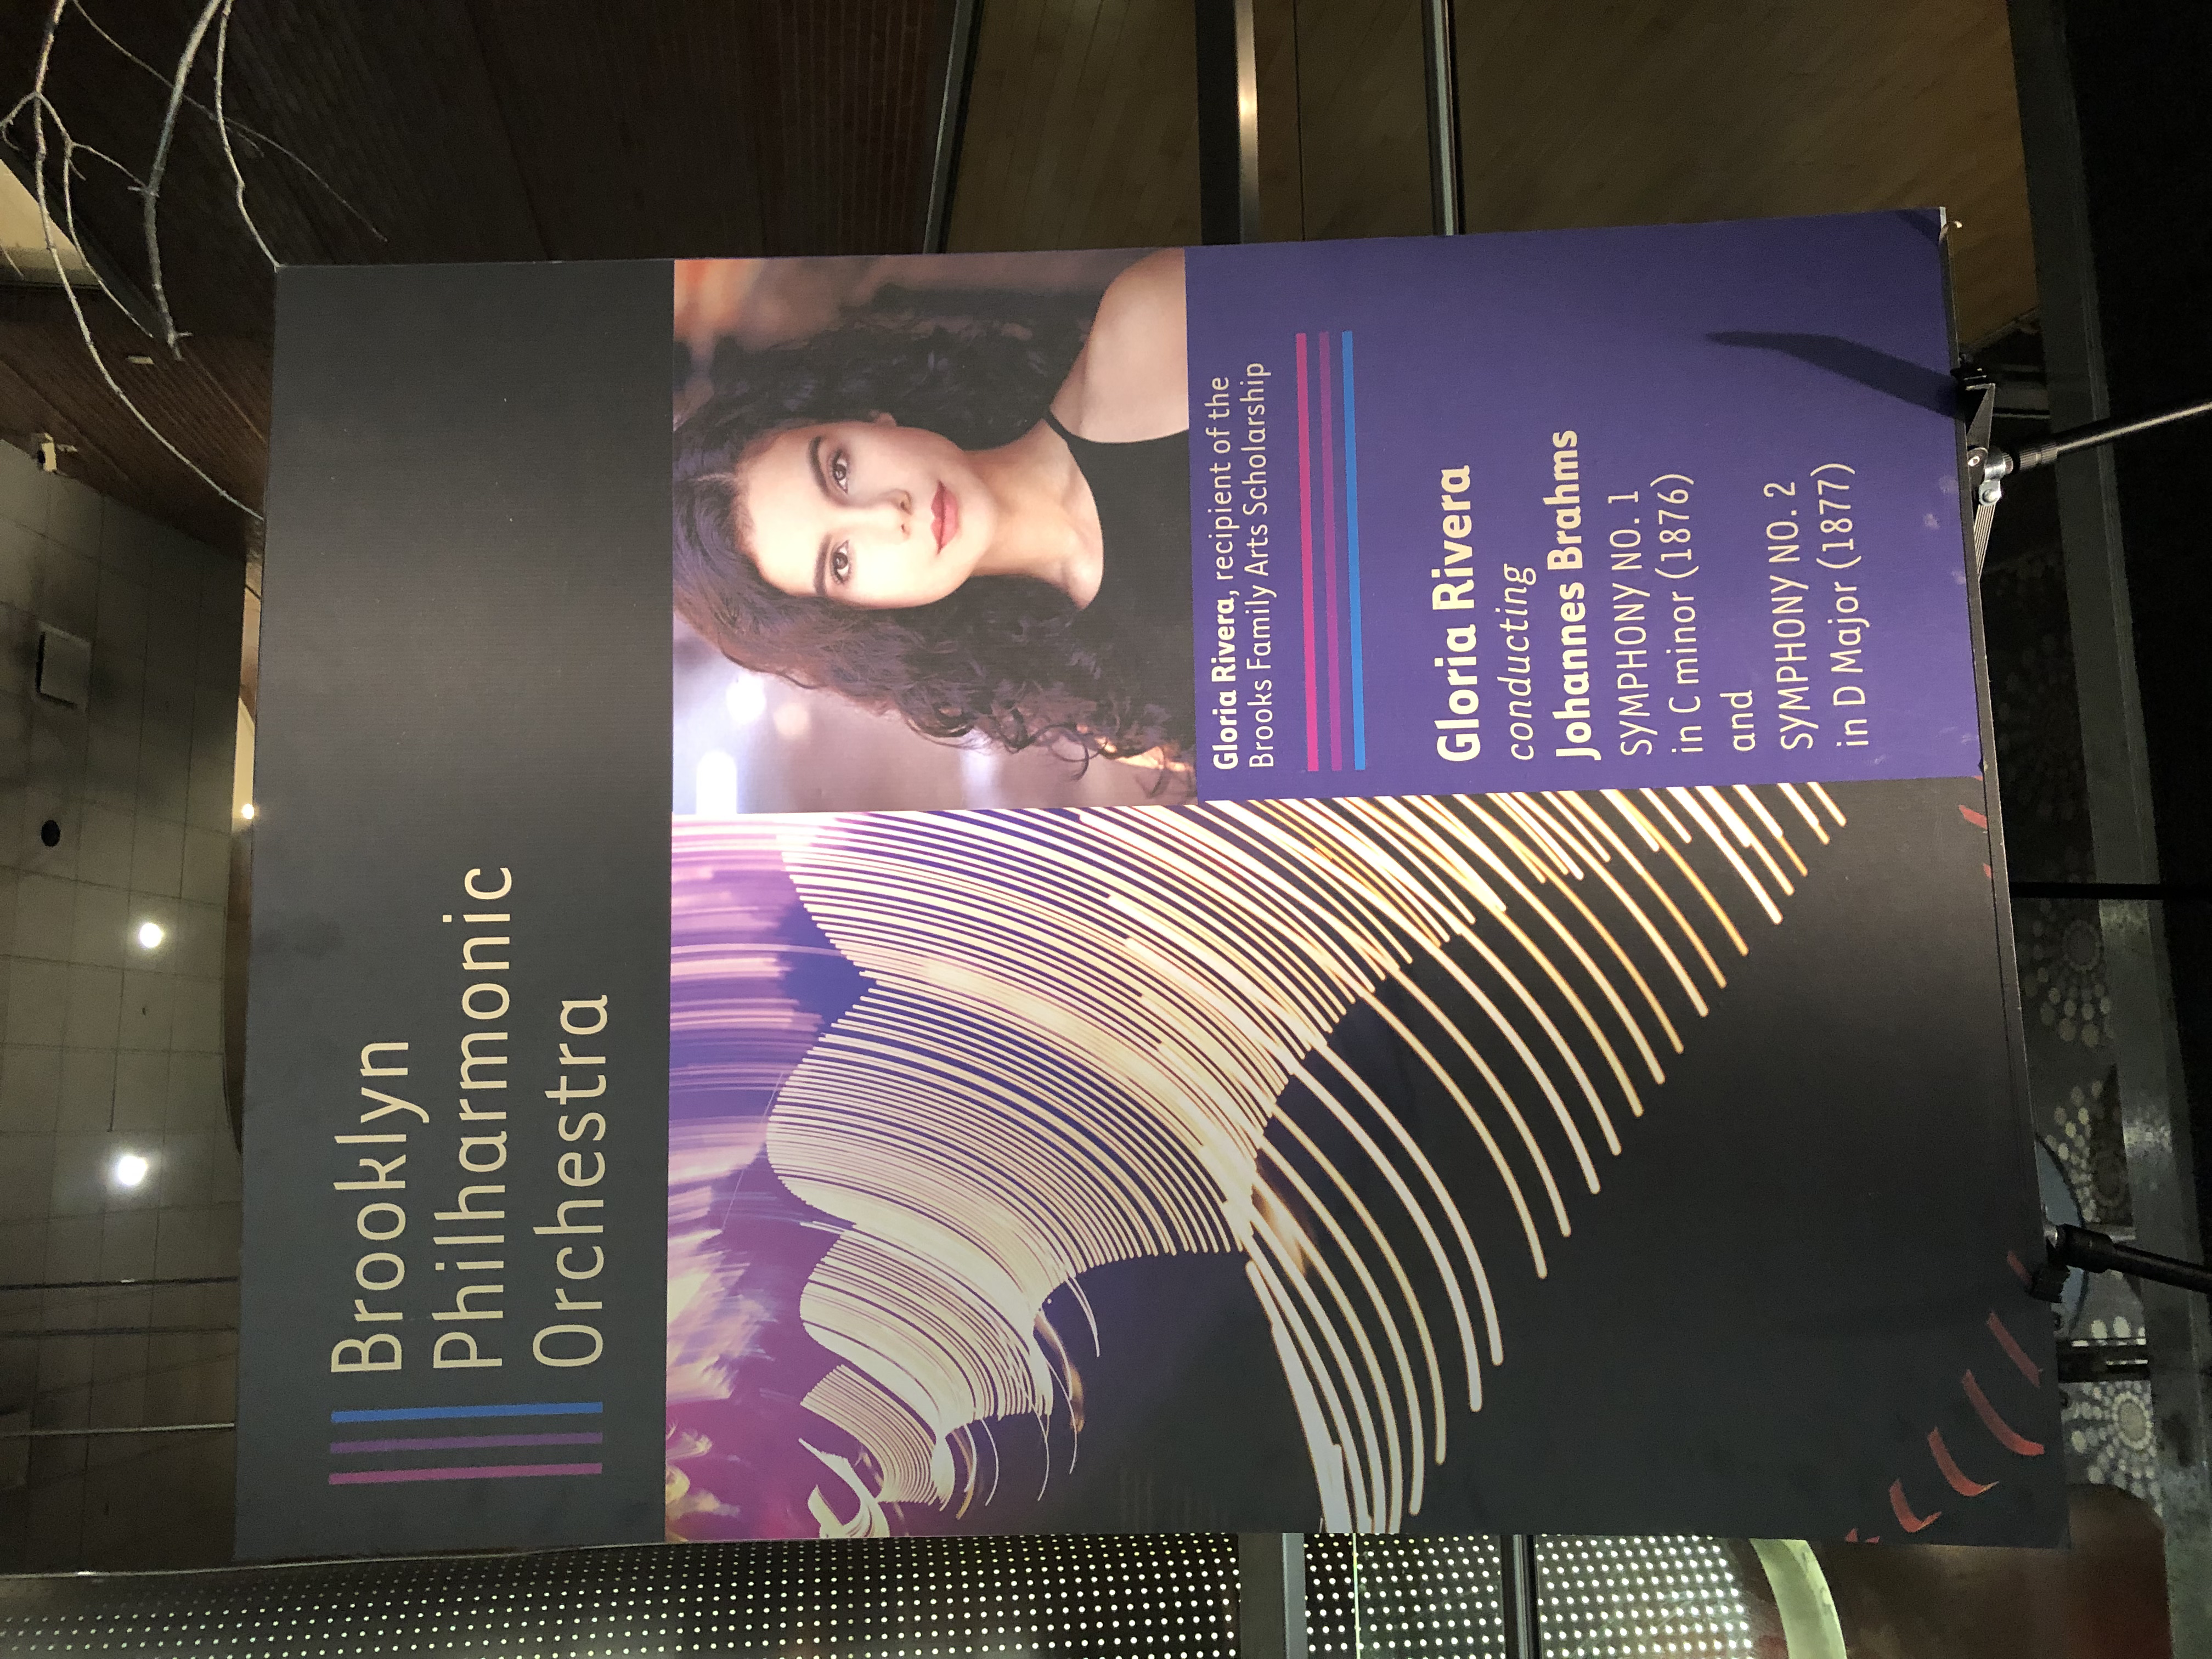 Brooklyn
Philharmonic
Orchestra
Gloria Rivera, recipient of the
Brooks Family Arts Scholarship
Gloria Rivera
conducting
Johannes Brahms
SYMPHONY NO. 1
in C minor (1876)
and
SYMPHONY NO. 2
in D Major (1877)